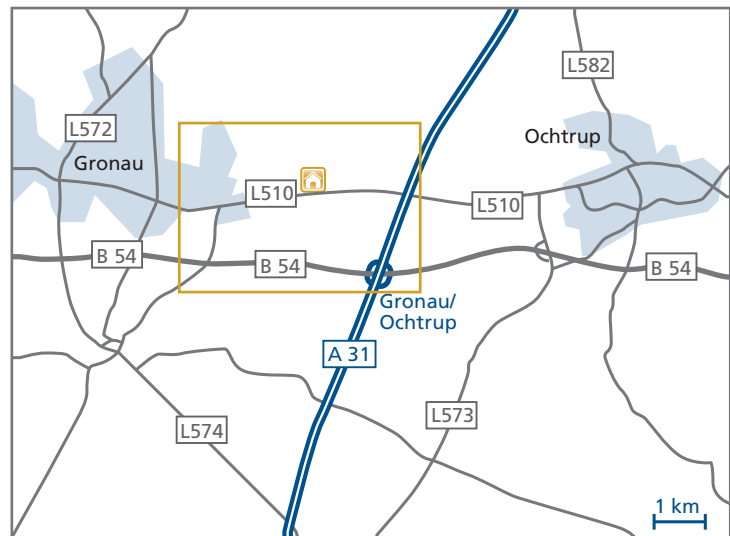 L582
L572
Ochtrup
Gronau
L510
L510
B 54
B 54
B 54
Gronau/
Ochtrup
A 31
L573
L574
1 km